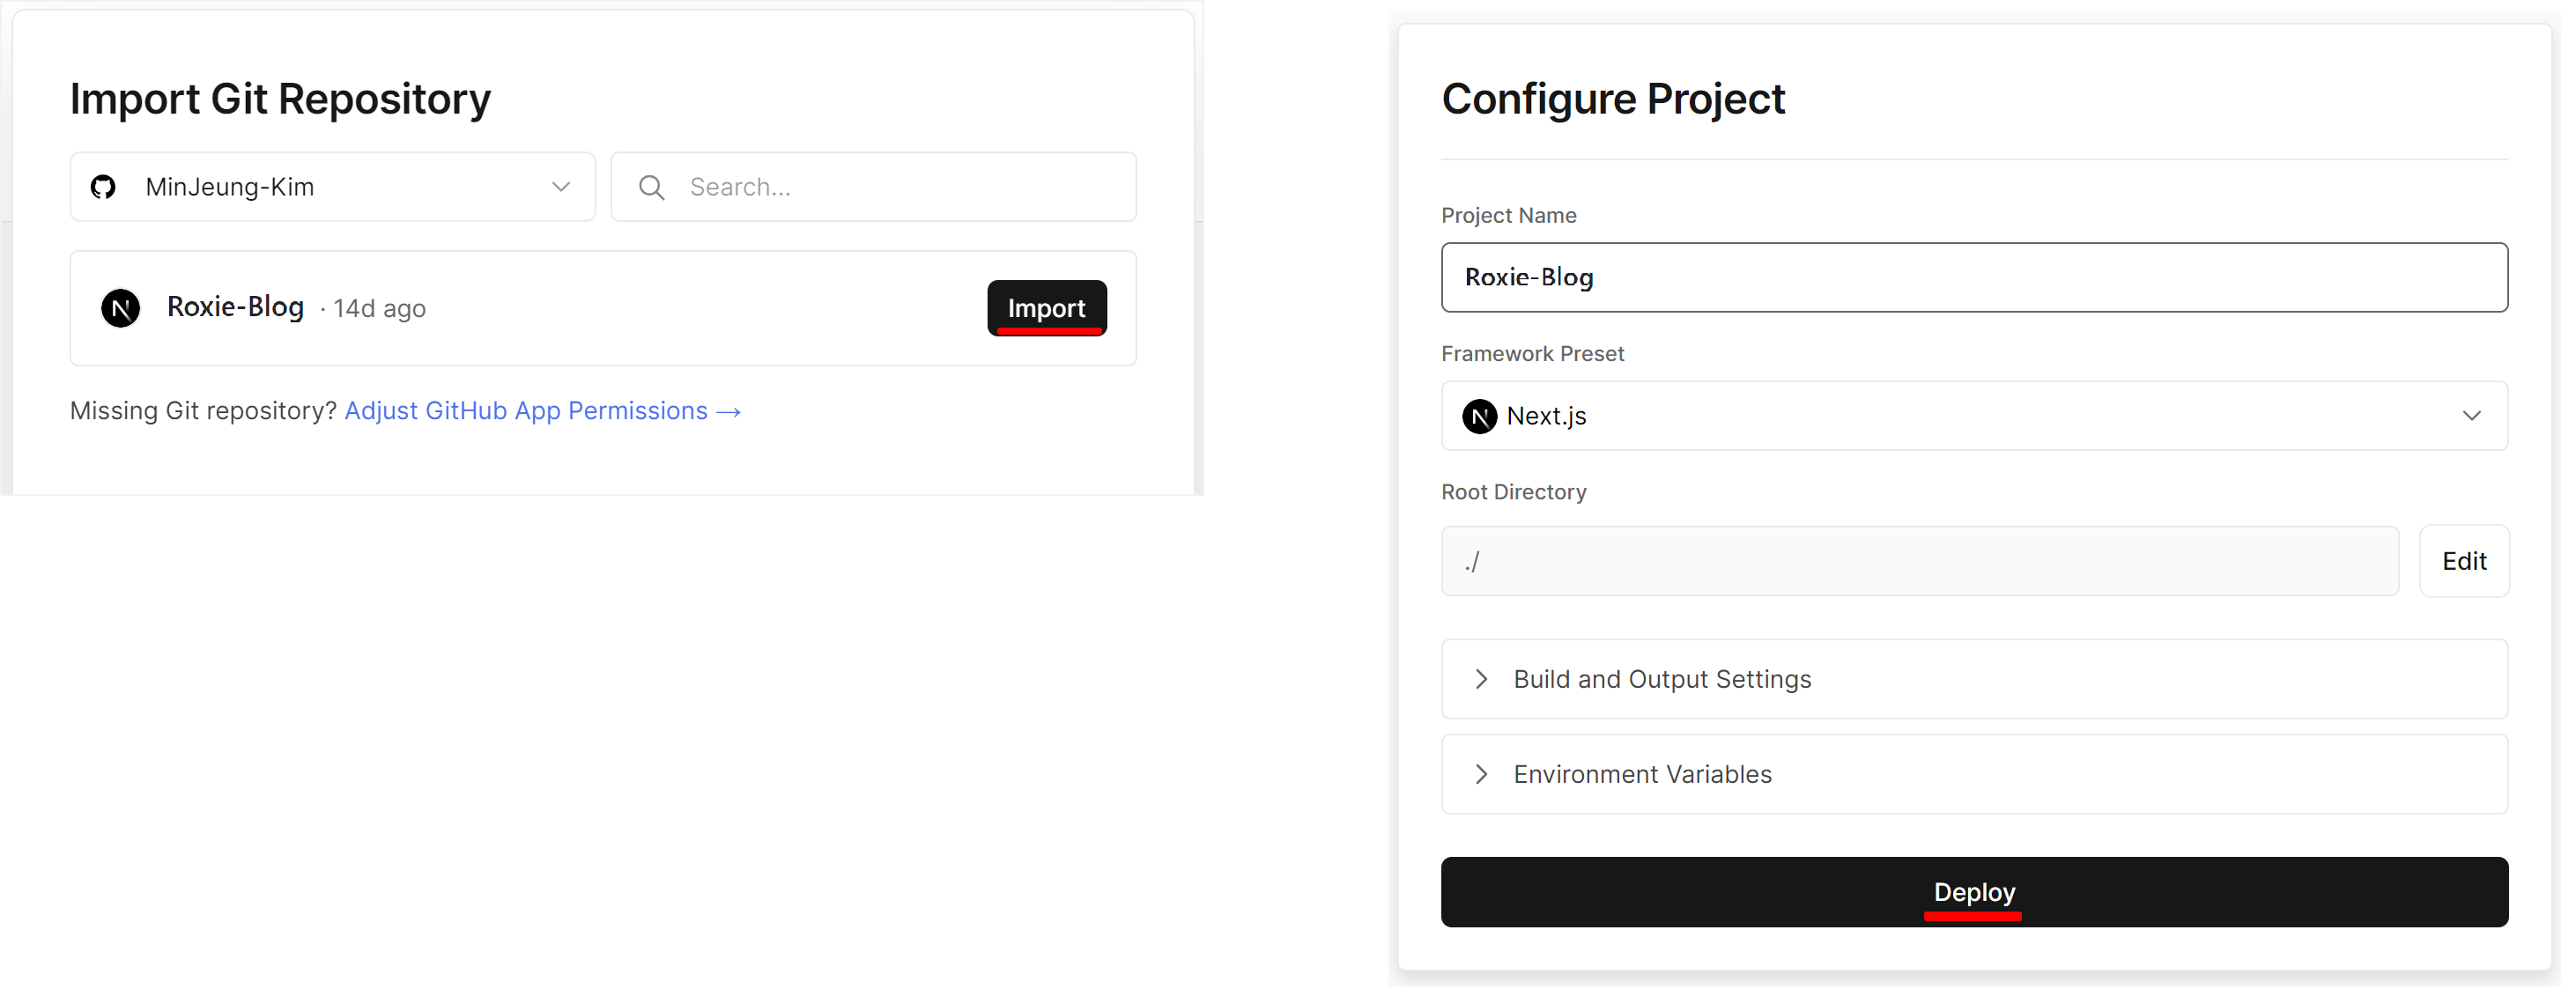 Import Git Repository
MinJeung-Kim
Search...
Roxie-Blog · 14d ago
Import
Missing Git repository? Adjust GitHub App Permissions →
Configure Project
Project Name
Roxie-Blog
Framework Preset
Next.js
Root Directory
./
Edit
Build and Output Settings
Environment Variables
Deploy